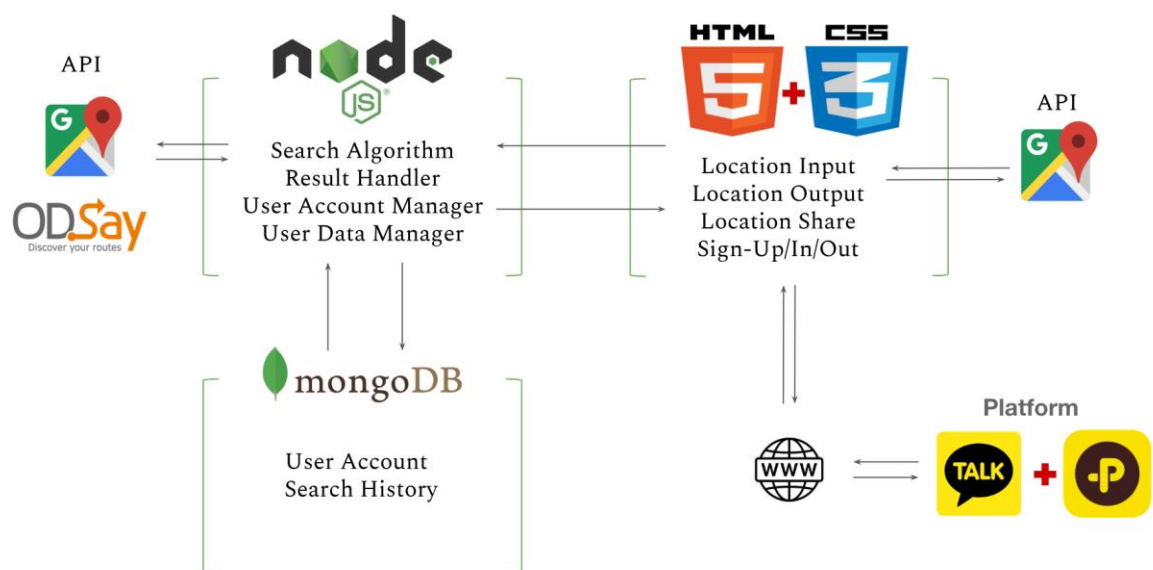 API
G
ODSay
Discover your routes
node
JS®
Search Algorithm
Result Handler
User Account Manager
User Data Manager
HTML
5
CSS
3
Location Input
Location Output
Location Share
Sign-Up/In/Out
API
G
mongoDB
User Account
Search History
WWW
Platform
TALK
P